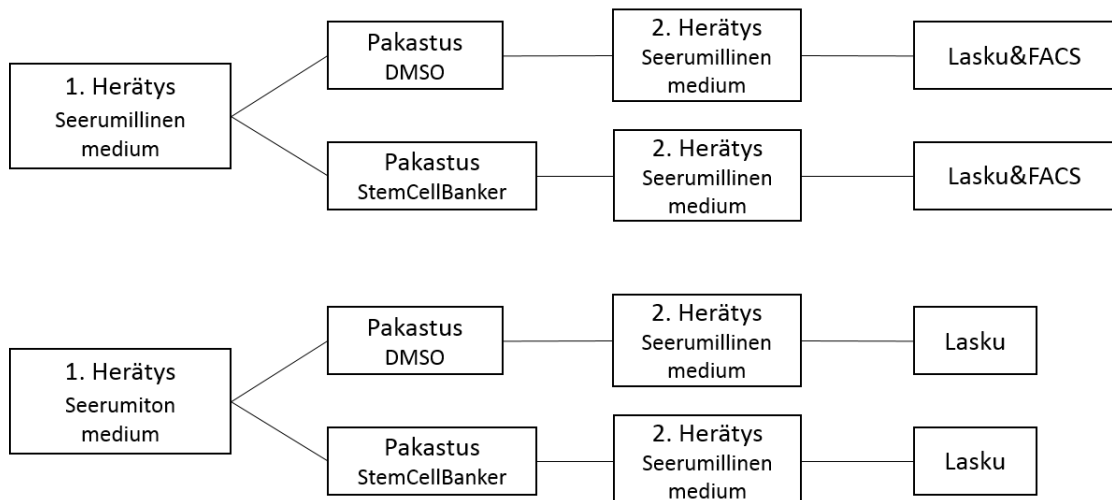 1. Herätys
Seerumillinen
medium
Pakastus
DMSO
2. Herätys
Seerumillinen
medium
Lasku&FACS
Pakastus
StemCellBanker
2. Herätys
Seerumillinen
medium
Lasku&FACS
1. Herätys
Seerumiton
medium
Pakastus
DMSO
2. Herätys
Seerumillinen
medium
Lasku
Pakastus
StemCellBanker
2. Herätys
Seerumillinen
medium
Lasku